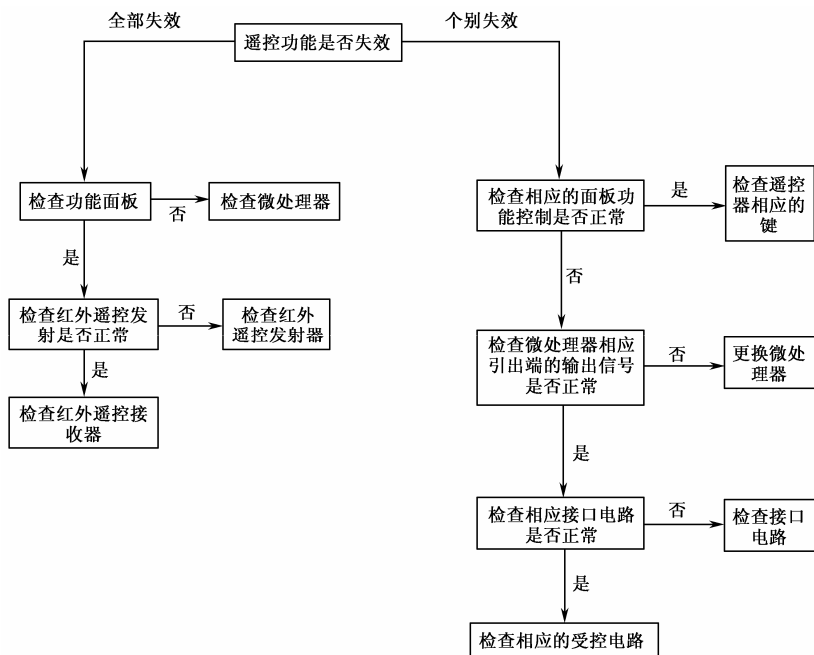 全部失效
个别失效
遥控功能是否失效
检查功能面板
否
检查微处理器
是
检查红外遥控发
射是否正常
否
检查红外
遥控发射器
是
检查红外遥控接
收器
检查相应的面板功
能控制是否正常
是
检查遥控
器相应的
键
否
检查微处理器相应
引出端的输出信号
是否正常
否
更换微处
理器
是
检查相应接口电路
是否正常
否
检查接口
电路
是
检查相应的受控电路